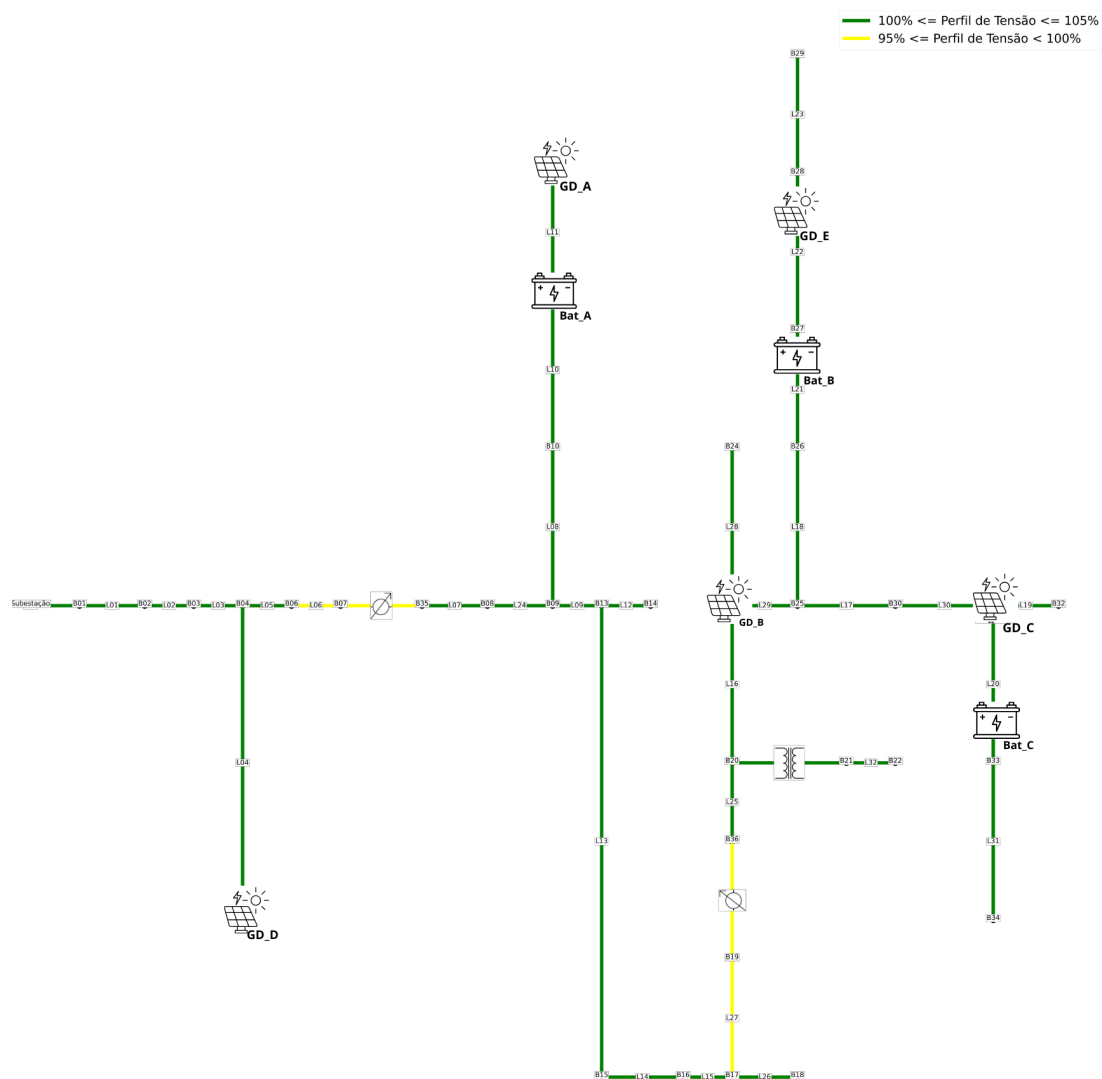 100% <= Perfil de Tensão <= 105%
95% <= Perfil de Tensão < 100%
B29
L23
B28
GD_A
GD_E
L11
L22
Bat_A
B27
Bat_B
L10
L21
B10
B24
B26
L08
L28
L18
Subestação B01 L01 B02 L02 B03 L03 B04 L05 B06 L06 B07 B35 L07 B08 L24 B09 L09 B13 L12 B14 L29 B25 L17 B30 L30 L19 B32
GD_B
GD_C
L16
L20
Bat_C
L04
B20 B21 L32 B22
B33
L25
L13
B36
L31
B34
GD_D
B19
L27
B15 L14 B16 L15 B17 L26 B18